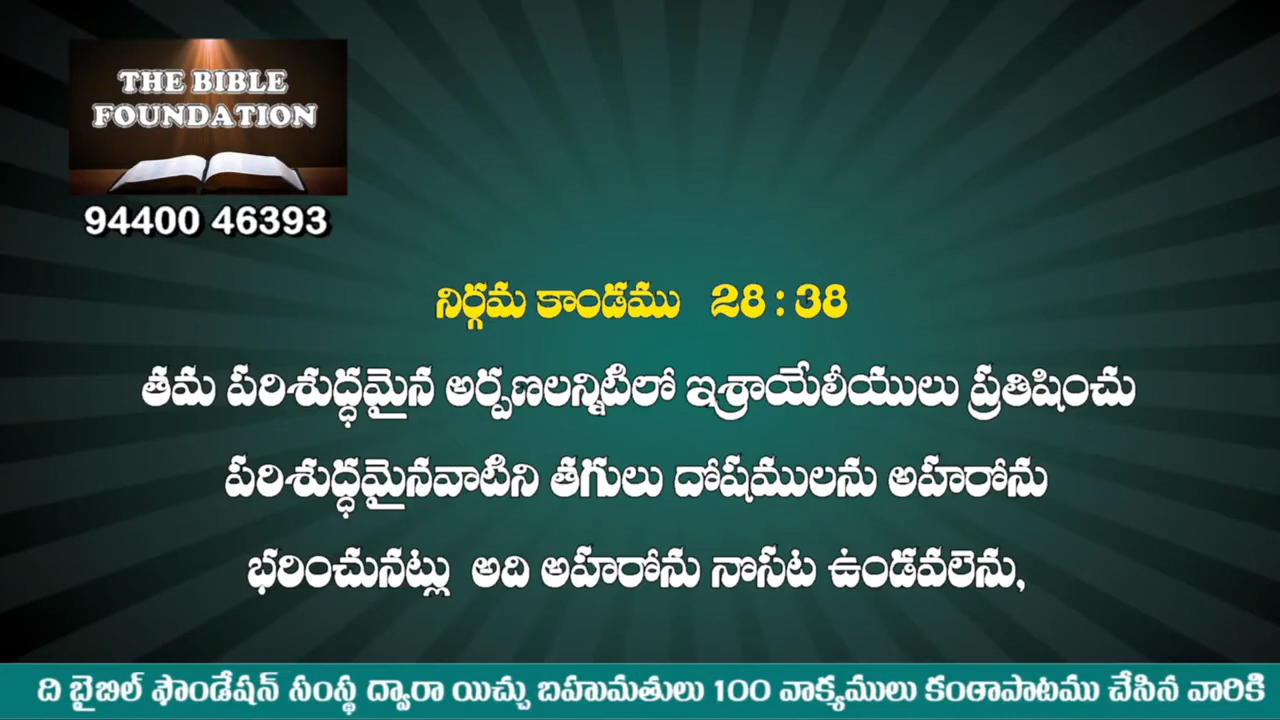 THE BIBLE
FOUNDATION
94400 46393
నిర్గమ కాండము 28 : 38
తమ పరిశుద్ధమైన అర్పణలన్నిటిలో ఇశ్రాయేలీయులు ప్రతిషించు
పరిశుద్ధమైనవాటిని తగులు దోషములను అహరోను
భరించునట్లు అది అహరోను నొసట ఉండవలెను,
ది బైబిల్ ఫౌండేషన్ సంస్థ ద్వారా యిచ్చు బహుమతులు 100 వాక్యములు కంఠాపాటము చేసిన వారికి